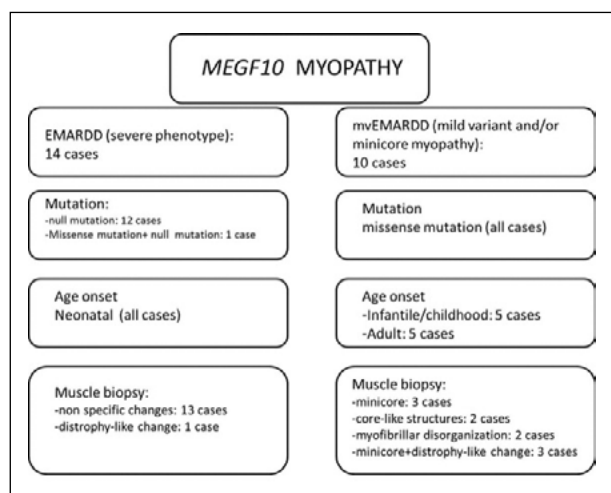 MEGF10 MYOPATHY
EMARDD (severe phenotype):
14 cases
mvEMARDD (mild variant and/or
minicore myopathy):
10 cases
Mutation:
-null mutation: 12 cases
-Missense mutation+ null mutation: 1 case
Mutation
missense mutation (all cases)
Age onset
Neonatal (all cases)
Age onset
-Infantile/childhood: 5 cases
-Adult: 5 cases
Muscle biopsy:
-non specific changes: 13 cases
-distrophy-like change: 1 case
Muscle biopsy:
-minicore: 3 cases
-core-like structures: 2 cases
-myofibrillar disorganization: 2 cases
-minicore+distrophy-like change: 3 cases